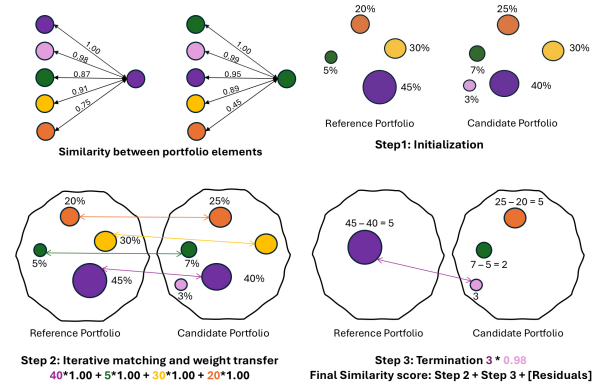 1.00
0.98
0.87
0.91
0.75
1.00
0.99
0.95
0.89
0.45
Similarity between portfolio elements
20%
30%
5%
45%
Reference Portfolio
25%
30%
7%
3%
40%
Candidate Portfolio
Step1: Initialization
20%
30%
5%
45%
Reference Portfolio
25%
7%
40%
3%
Candidate Portfolio
Step 2: Iterative matching and weight transfer
40*1.00 + 5*1.00 + 30*1.00 + 20*1.00
45 – 40 = 5
Reference Portfolio
25 – 20 = 5
7 – 5 = 2
3
Candidate Portfolio
Step 3: Termination 3 * 0.98
Final Similarity score: Step 2 + Step 3 + [Residuals]